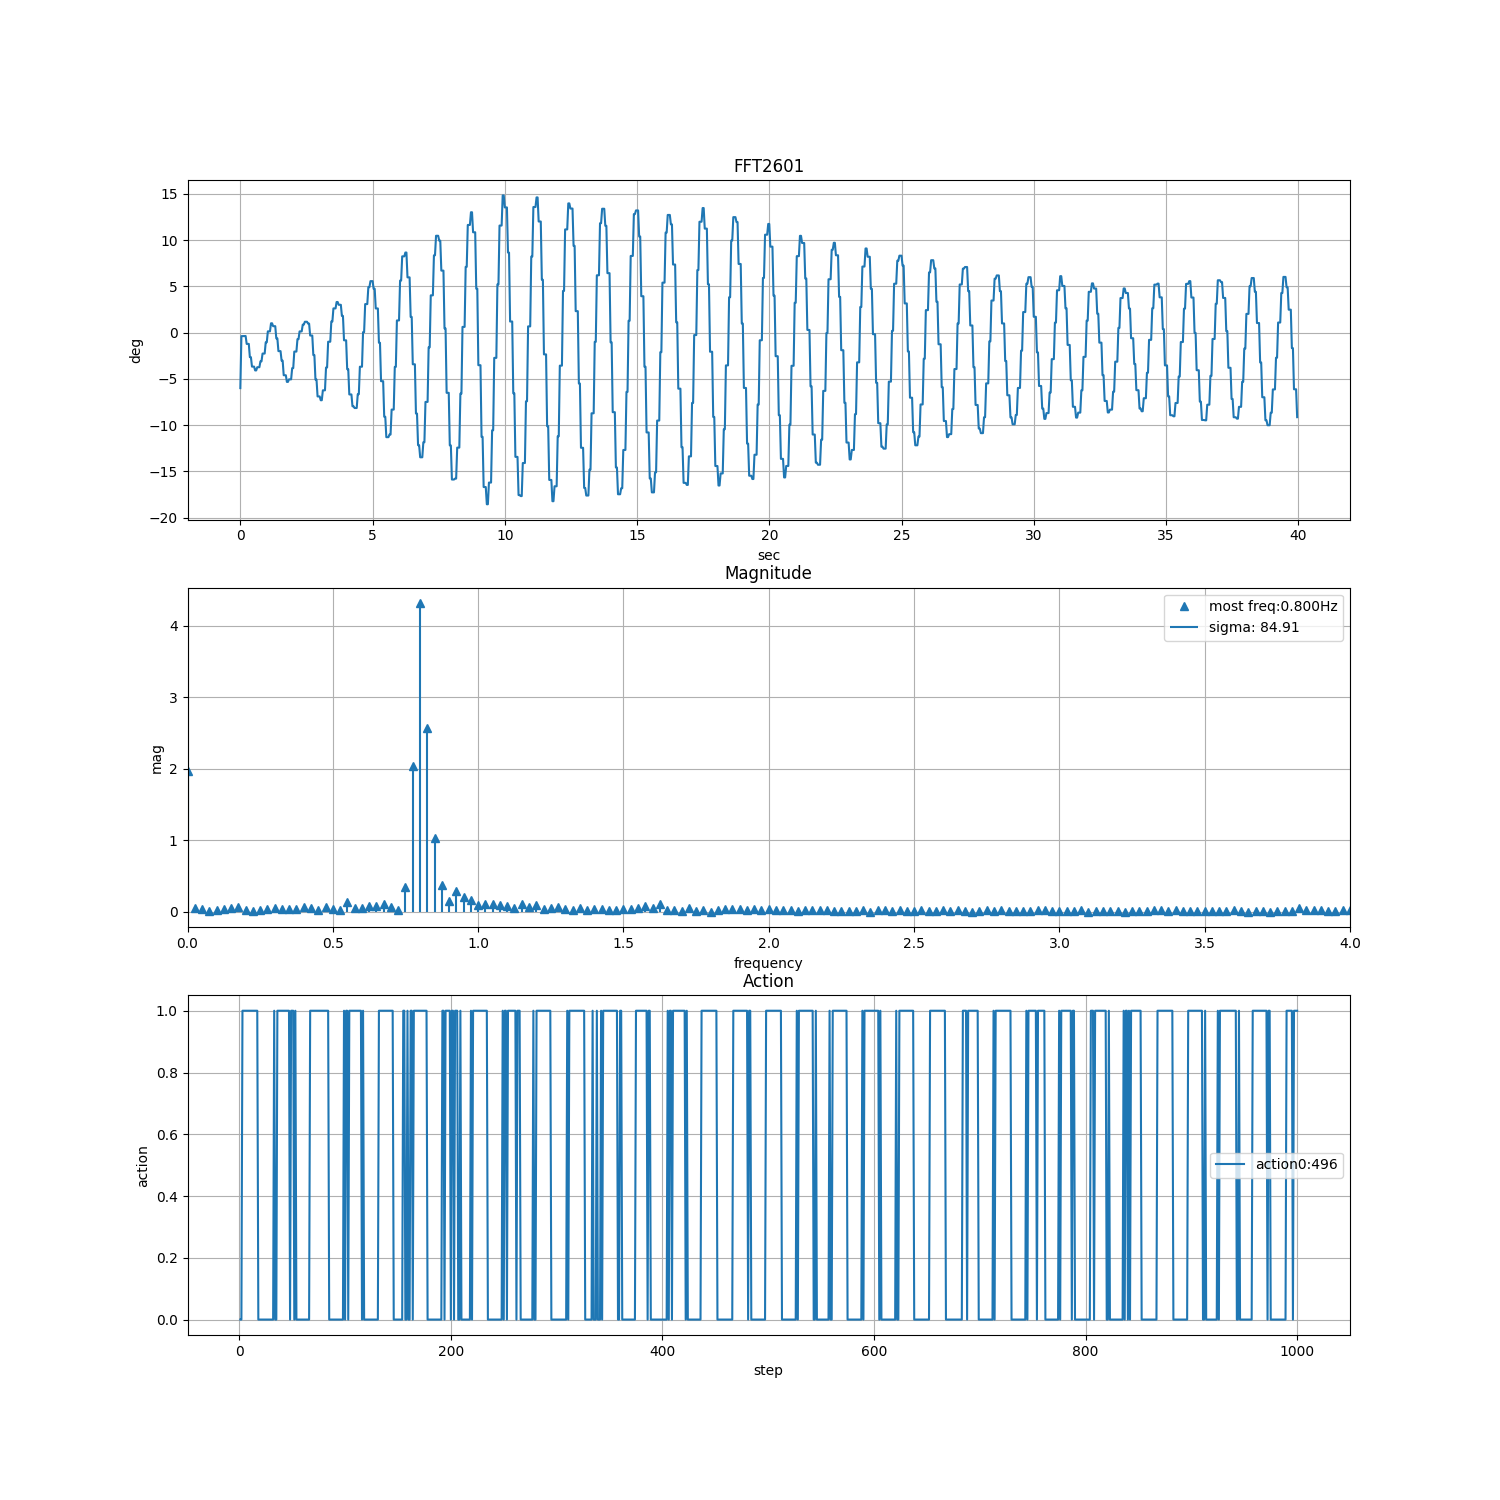 FFT2601
15
10
5
0
−5
−10
−15
−20
deg
0 5 10 15 20 25 30 35 40
sec
Magnitude
most freq:0.800Hz
sigma: 84.91
4
3
2
1
0
mag
0.0 0.5 1.0 1.5 2.0 2.5 3.0 3.5 4.0
frequency
Action
1.0
0.8
0.6
0.4
0.2
0.0
action
action0:496
0 200 400 600 800 1000
step